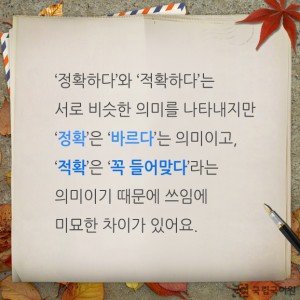 ‘정확하다’와 ‘적확하다’는
서로 비슷한 의미를 나타내지만
‘정확’은 ‘바르다’는 의미이고,
‘적확’은 ‘꼭 들어맞다’라는
의미이기 때문에 쓰임에
미묘한 차이가 있어요.
국립국어원